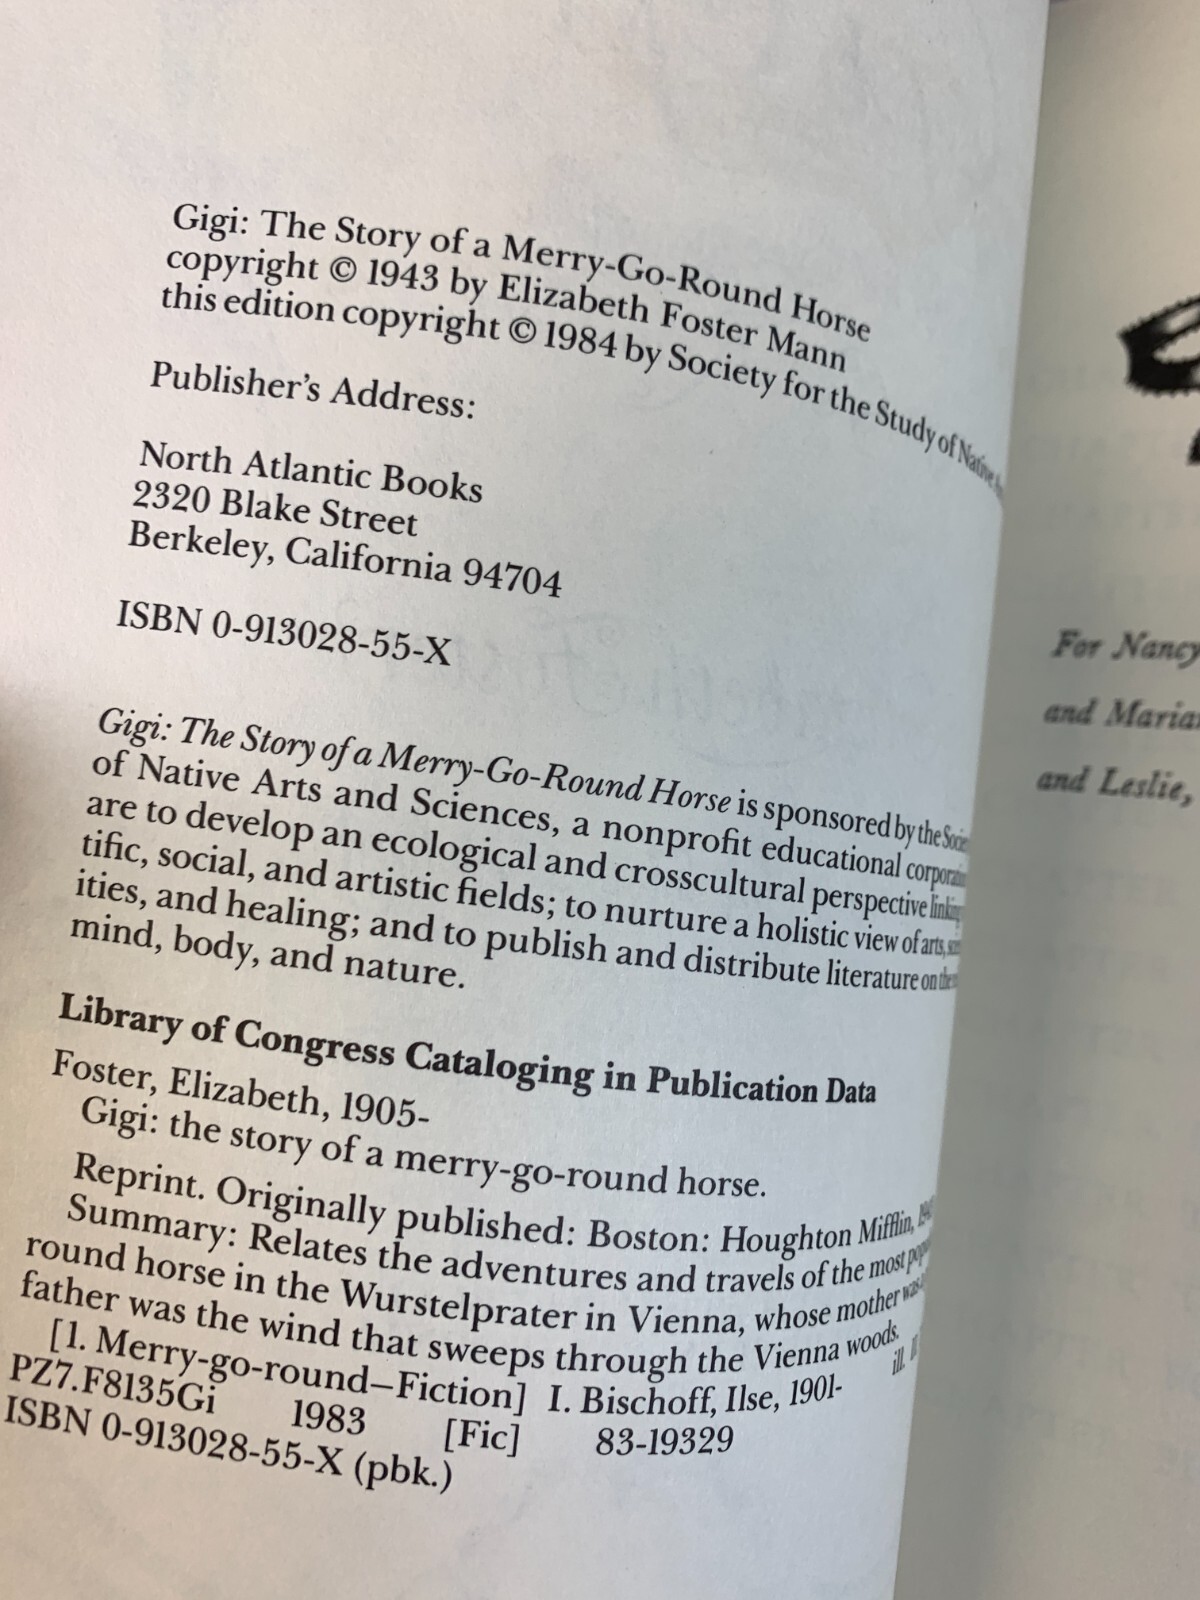 Gigi: The Story of a Merry-Go-Round Horse
copyright © 1943 by Elizabeth Foster Mann
this edition copyright © 1984 by Society for the Study of Native
Publisher's Address:
North Atlantic Books
2320 Blake Street
Berkeley, California 94704
ISBN 0-913028-55-X
Gigi: The Story of a Merry-Go-Round Horse is sponsored by the
of Native Arts and Sciences, a nonprofit educational
are to develop an ecological and crosscultural perspective linking
tific, social, and artistic fields; to nurture a holistic view of arts,
ities, and healing; and to publish and distribute literature on
mind, body, and nature.
Library of Congress Cataloging in Publication Data
Foster, Elizabeth, 1905-
Gigi: the story of a merry-go-round horse.
Reprint. Originally published: Boston: Houghton Mifflin,
Summary: Relates the adventures and travels of the most
round horse in the Wurstelprater in Vienna, whose mother was
father was the wind that sweeps through the Vienna woods.
[1. Merry-go-round—Fiction] I. Bischoff, Ilse, 1901- ill.
PZ7.F8135Gi 1983 [Fic] 83-19329
ISBN 0-913028-55-X (pbk.)
For Nancy
and
and Leslie,